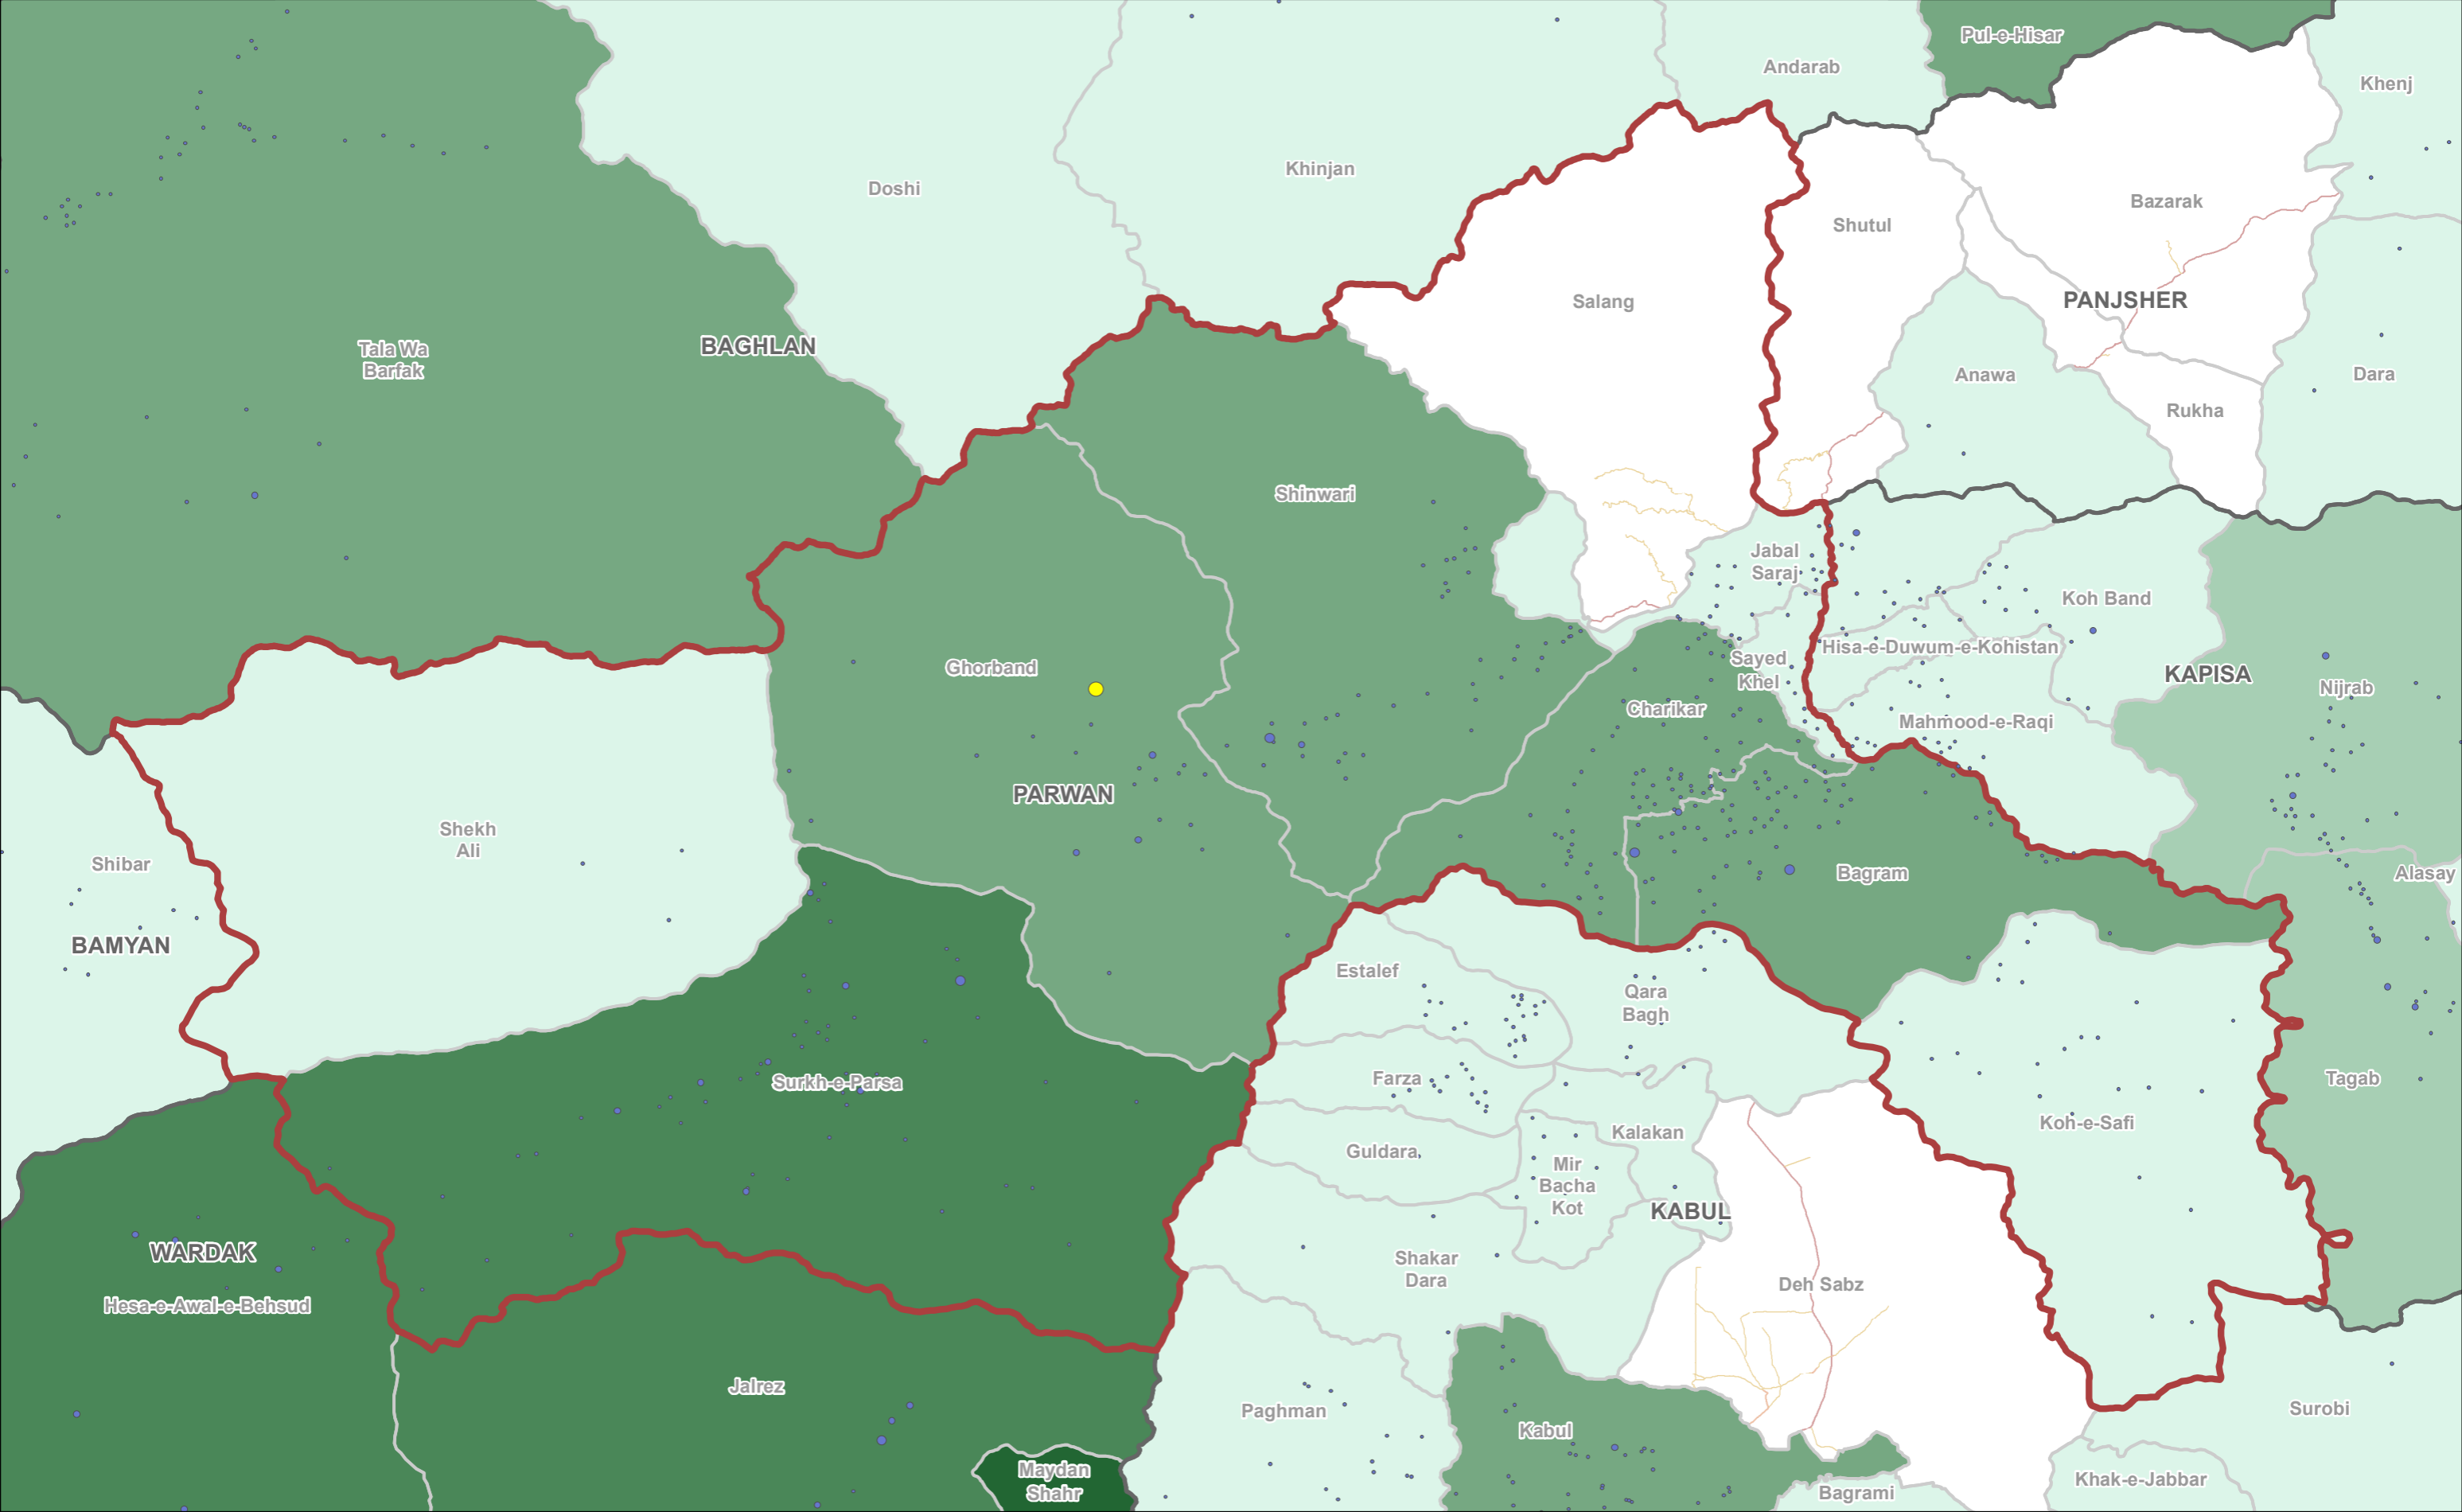 Pul-e-Hisar
Andarab
Khenj
Khinjan
Doshi
Bazarak
Shutul
PANJSHER
Salang
BAGHLAN
Tala Wa
Barfak
Anawa
Dara
Rukha
Shinwari
Jabal
Saraj
Koh Band
Hisa-e-Duwum-e-Kohistan
Sayed
Khel
Ghorband
KAPISA
Nijrab
Charikar
Mahmood-e-Raqi
PARWAN
Shekh
Ali
Shibar
Bagram
Alasay
BAMYAN
Estalef
Qara
Bagh
Farza
Surkh-e-Parsa
Tagab
Koh-e-Safi
Kalakan
Guldara
Mir
Bacha
Kot
KABUL
WARDAK
Shakar
Dara
Deh Sabz
Hesa-e-Awal-e-Behsud
Jalrez
Paghman
Surobi
Kabul
Maydan
Shahr
Khak-e-Jabbar
Bagrami